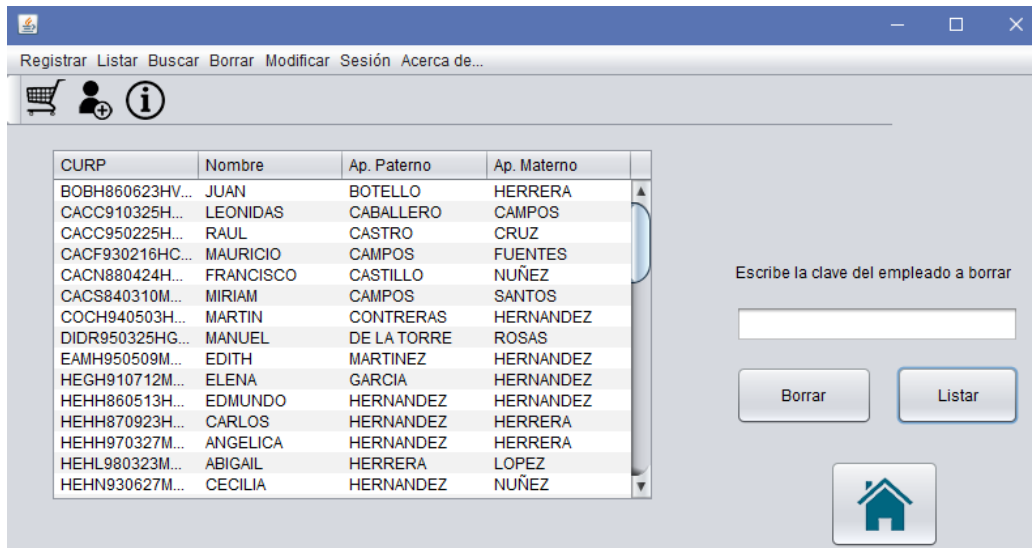 Registrar Listar Buscar Borrar Modificar Sesión Acerca de...
CURP Nombre Ap. Paterno Ap. Materno
BOBH860623HV... JUAN BOTELLO HERRERA
CACC910325H... LEONIDAS CABALLERO CAMPOS
CACC950225H... RAUL CASTRO CRUZ
CACF930216HC... MAURICIO CAMPOS FUENTES
CACN880424H... FRANCISCO CASTILLO NUÑEZ
CACS840310M... MIRIAM CAMPOS SANTOS
COCH940503H... MARTIN CONTRERAS HERNANDEZ
DIDR950325HG... MANUEL DE LA TORRE ROSAS
EAMH950509M... EDITH MARTINEZ HERNANDEZ
HEGH910712M... ELENA GARCIA HERNANDEZ
HEHH860513H... EDMUNDO HERNANDEZ HERNANDEZ
HEHH870923H... CARLOS HERNANDEZ HERRERA
HEHH970327M... ANGELICA HERNANDEZ HERRERA
HEHL980323M... ABIGAIL HERRERA LOPEZ
HEHN930627M... CECILIA HERNANDEZ NUÑEZ
Escribe la clave del empleado a borrar
Borrar Listar